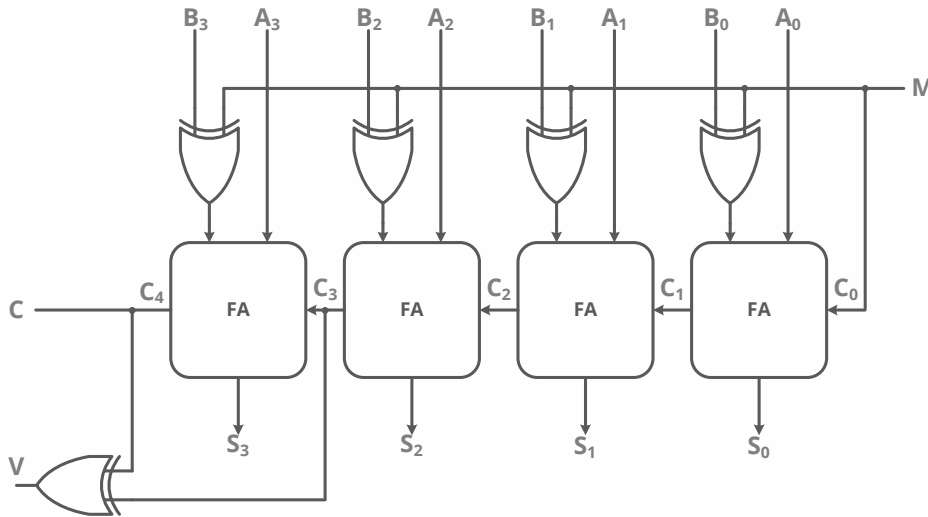 B₃ A₃ B₂ A₂ B₁ A₁ B₀ A₀
M
C C₄ FA C₃ FA C₂ FA C₁ FA C₀
S₃ S₂ S₁ S₀
V